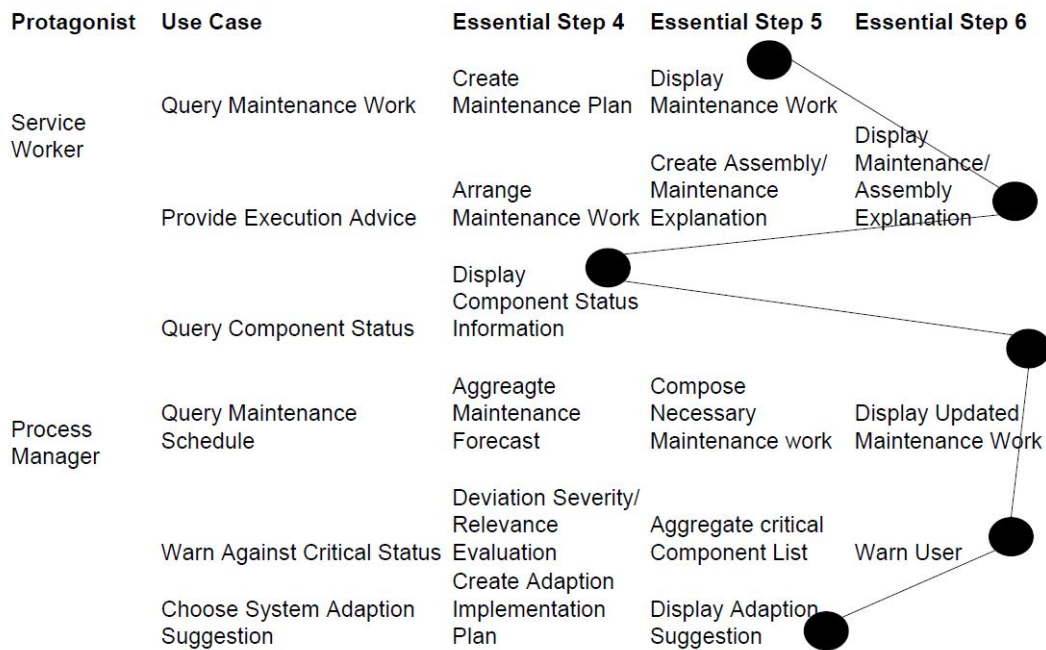 Protagonist Use Case Essential Step 4 Essential Step 5 Essential Step 6
Service
Worker
Query Maintenance Work
Create
Maintenance Plan
Display
Maintenance Work
Provide Execution Advice
Arrange
Maintenance Work
Create Assembly/
Maintenance
Explanation
Display
Maintenance/
Assembly
Explanation
Query Component Status
Display
Component Status
Information
Process
Manager
Query Maintenance
Schedule
Aggreagte
Maintenance
Forecast
Compose
Necessary
Maintenance work
Display Updated
Maintenance Work
Warn Against Critical Status
Deviation Severity/
Relevance
Evaluation
Aggregate critical
Component List
Warn User
Choose System Adaption
Suggestion
Create Adaption
Implementation
Plan
Display Adaption
Suggestion